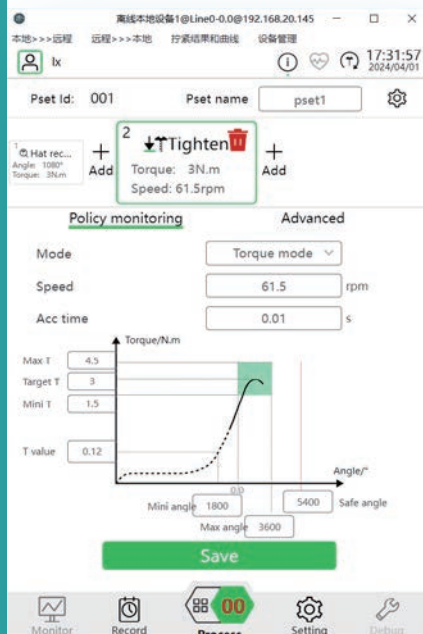 离线本地设备1@Line0-0.0@192.168.20.145
本地>>>远程 远程>>>本地 拧紧结果和曲线 设备管理
lx
17:31:57
2024/04/01
Pset Id: 001 Pset name pset1
1
Hat rec...
Angle: 1080°
Torque: 3N.m
Add
2
Tighten
Torque: 3N.m
Speed: 61.5rpm
Add
Policy monitoring Advanced
Mode Torque mode
Speed 61.5 rpm
Acc time 0.01 s
Torque/N.m
Max T 4.5
Target T 3
Mini T 1.5
T value 0.12
Angle/°
0.0
Mini angle 1800 5400 Safe angle
Max angle 3600
Save
00
Monitor Record Process Setting Debug